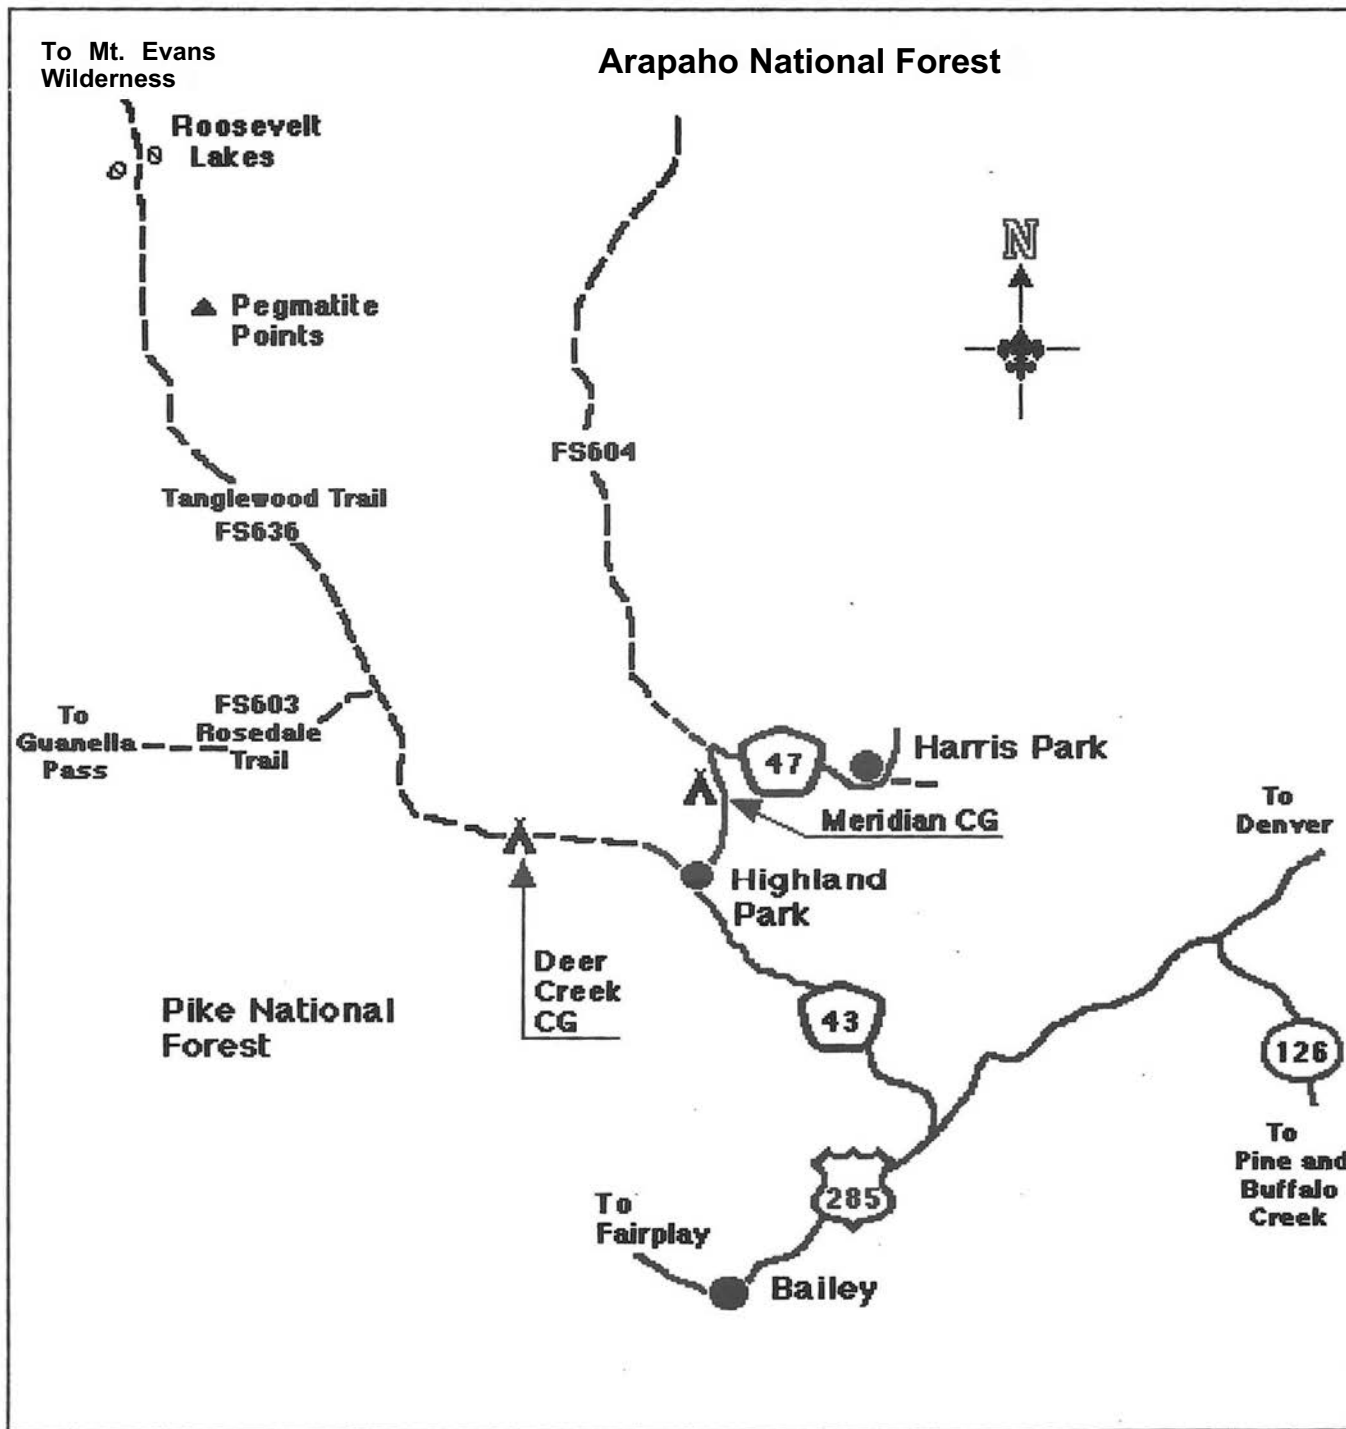 To Mt. Evans
Wilderness
Arapaho National Forest
Roosevelt
Lakes
N
Pegmatite
Points
FS604
Tanglewood Trail
FS636
FS603
Rosedale
Trail
To
Guanella
Pass
47
Harris Park
Meridian CG
To
Denver
Highland
Park
Deer
Creek
CG
Pike National
Forest
43
126
To
Pine and
Buffalo
Creek
285
To
Fairplay
Bailey